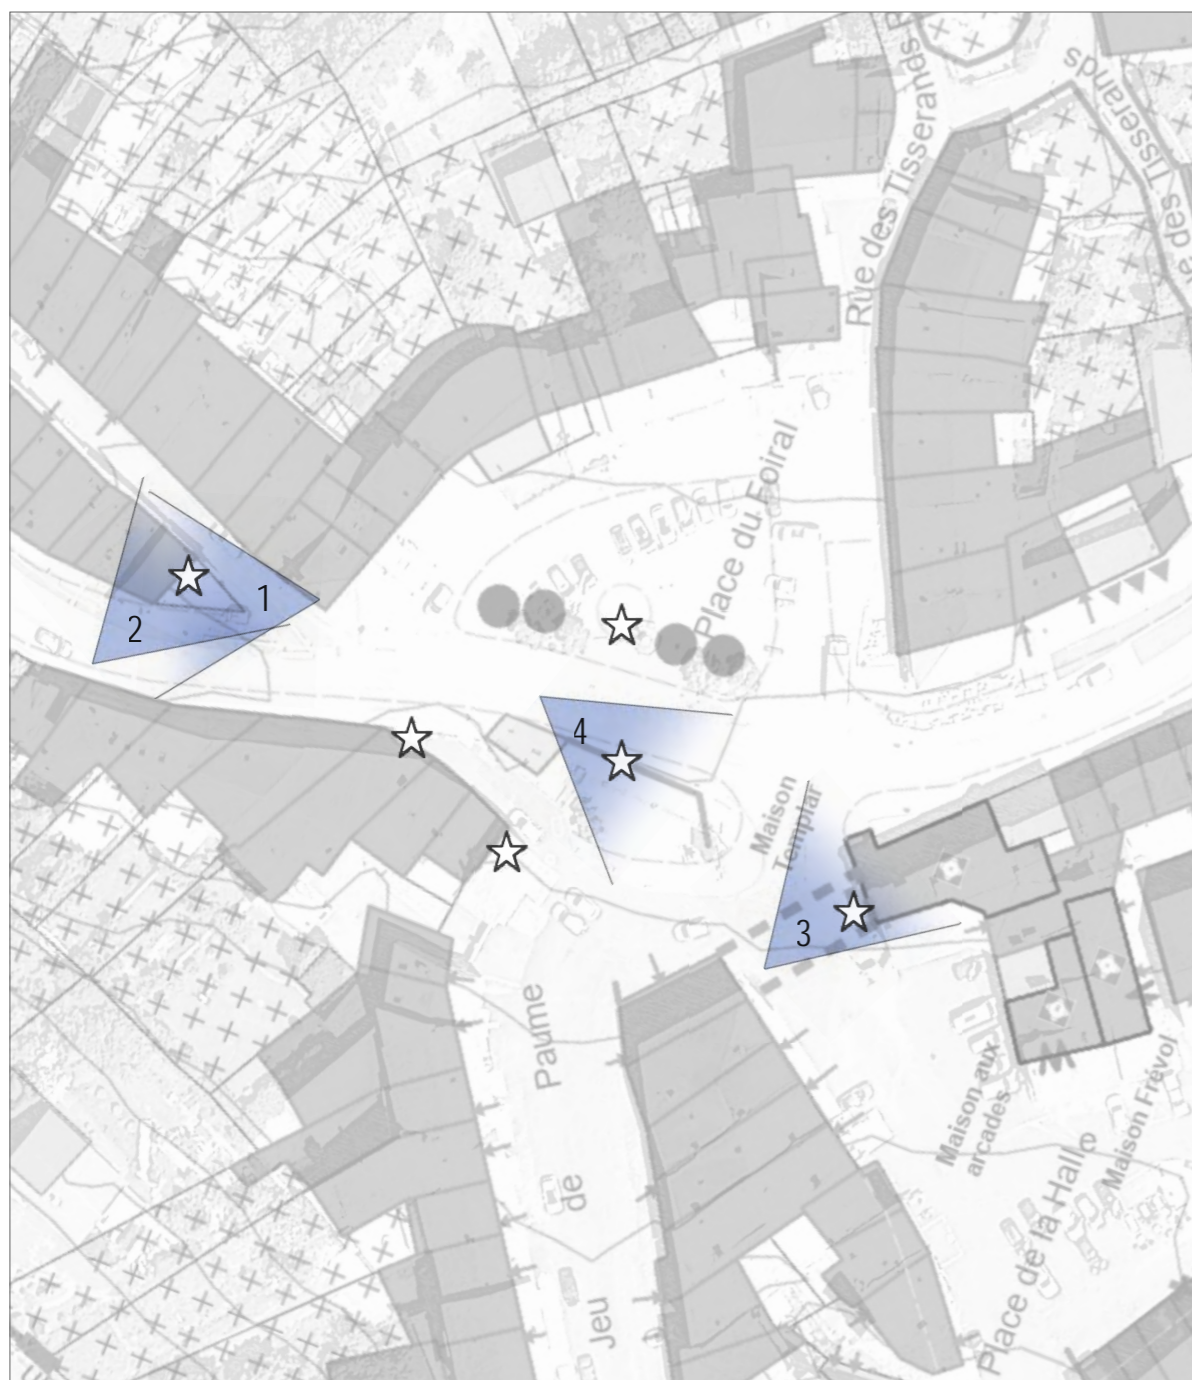 Rue des Tisserands
des Tisserands
Place du Foiral
1
2
4
Maison
Templar
3
Paume
de
Jeu
Maison aux
arcades
Maison Frévol
Place de la Halle